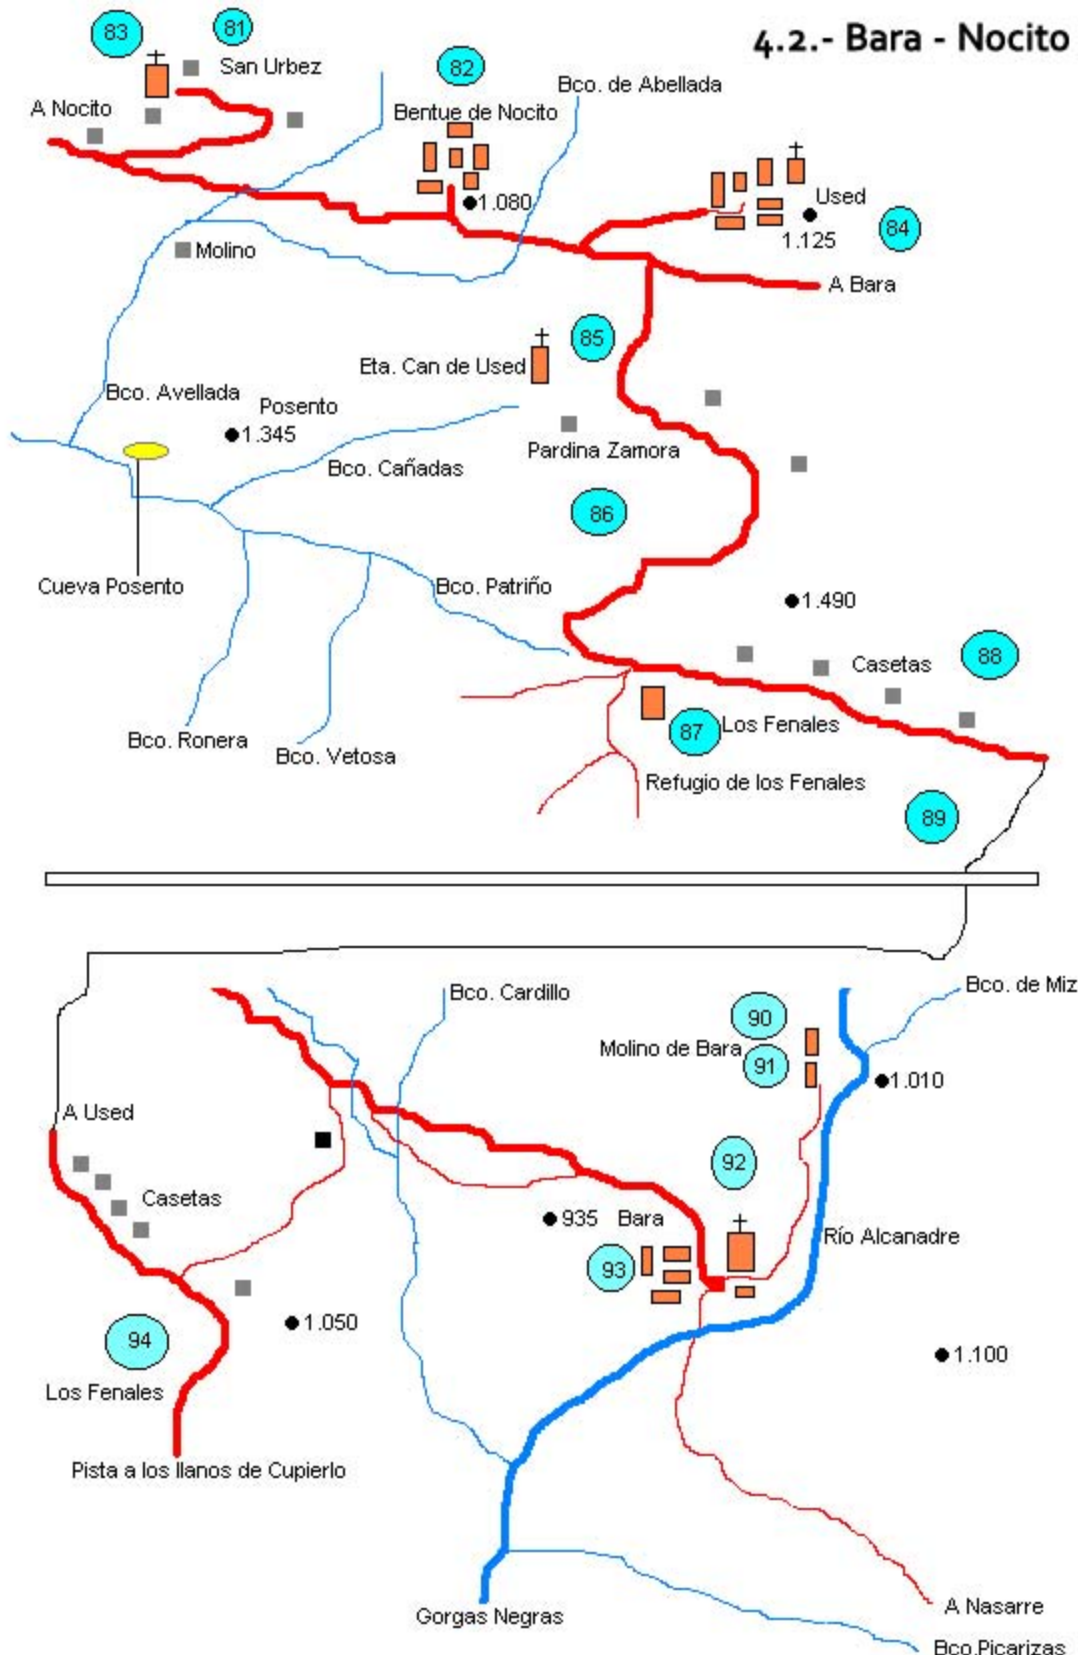 4.2.- Bara - Nocito
83
81
San Urbez
82
Bentue de Nocito
Bco. de Abellada
A Nocito
1.080
Used
1.125
84
Molino
A Bara
85
Eta. Can de Used
Bco. Avellada
Posento
1.345
Pardina Zamora
Bco. Cañadas
86
Cueva Posento
Bco. Patriño
1.490
Casetas
88
87
Los Fenales
Bco. Ronera
Bco. Vetosa
Refugio de los Fenales
89
Bco. Cardillo
Bco. de Miz
90
Molino de Bara
91
1.010
A Used
92
Casetas
935
Bara
Río Alcanadre
93
1.050
94
1.100
Los Fenales
Pista a los llanos de Cupierlo
Gorgas Negras
A Nasarre
Bco.Picarizas